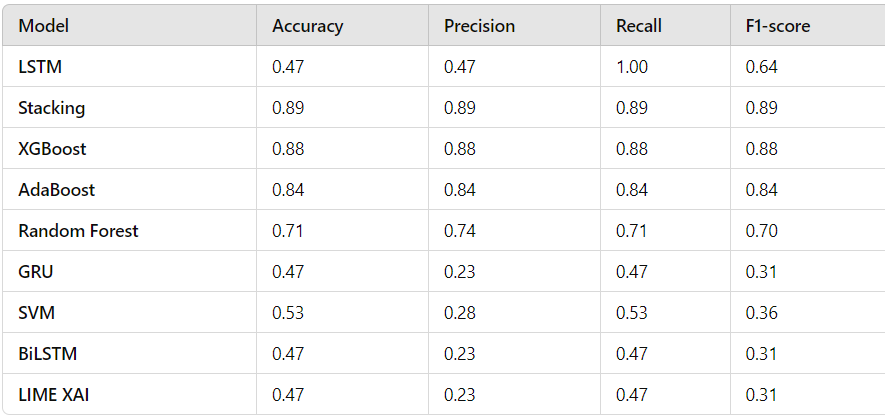 Model Accuracy Precision Recall F1-score
LSTM 0.47 0.47 1.00 0.64
Stacking 0.89 0.89 0.89 0.89
XGBoost 0.88 0.88 0.88 0.88
AdaBoost 0.84 0.84 0.84 0.84
Random Forest 0.71 0.74 0.71 0.70
GRU 0.47 0.23 0.47 0.31
SVM 0.53 0.28 0.53 0.36
BiLSTM 0.47 0.23 0.47 0.31
LIME XAI 0.47 0.23 0.47 0.31